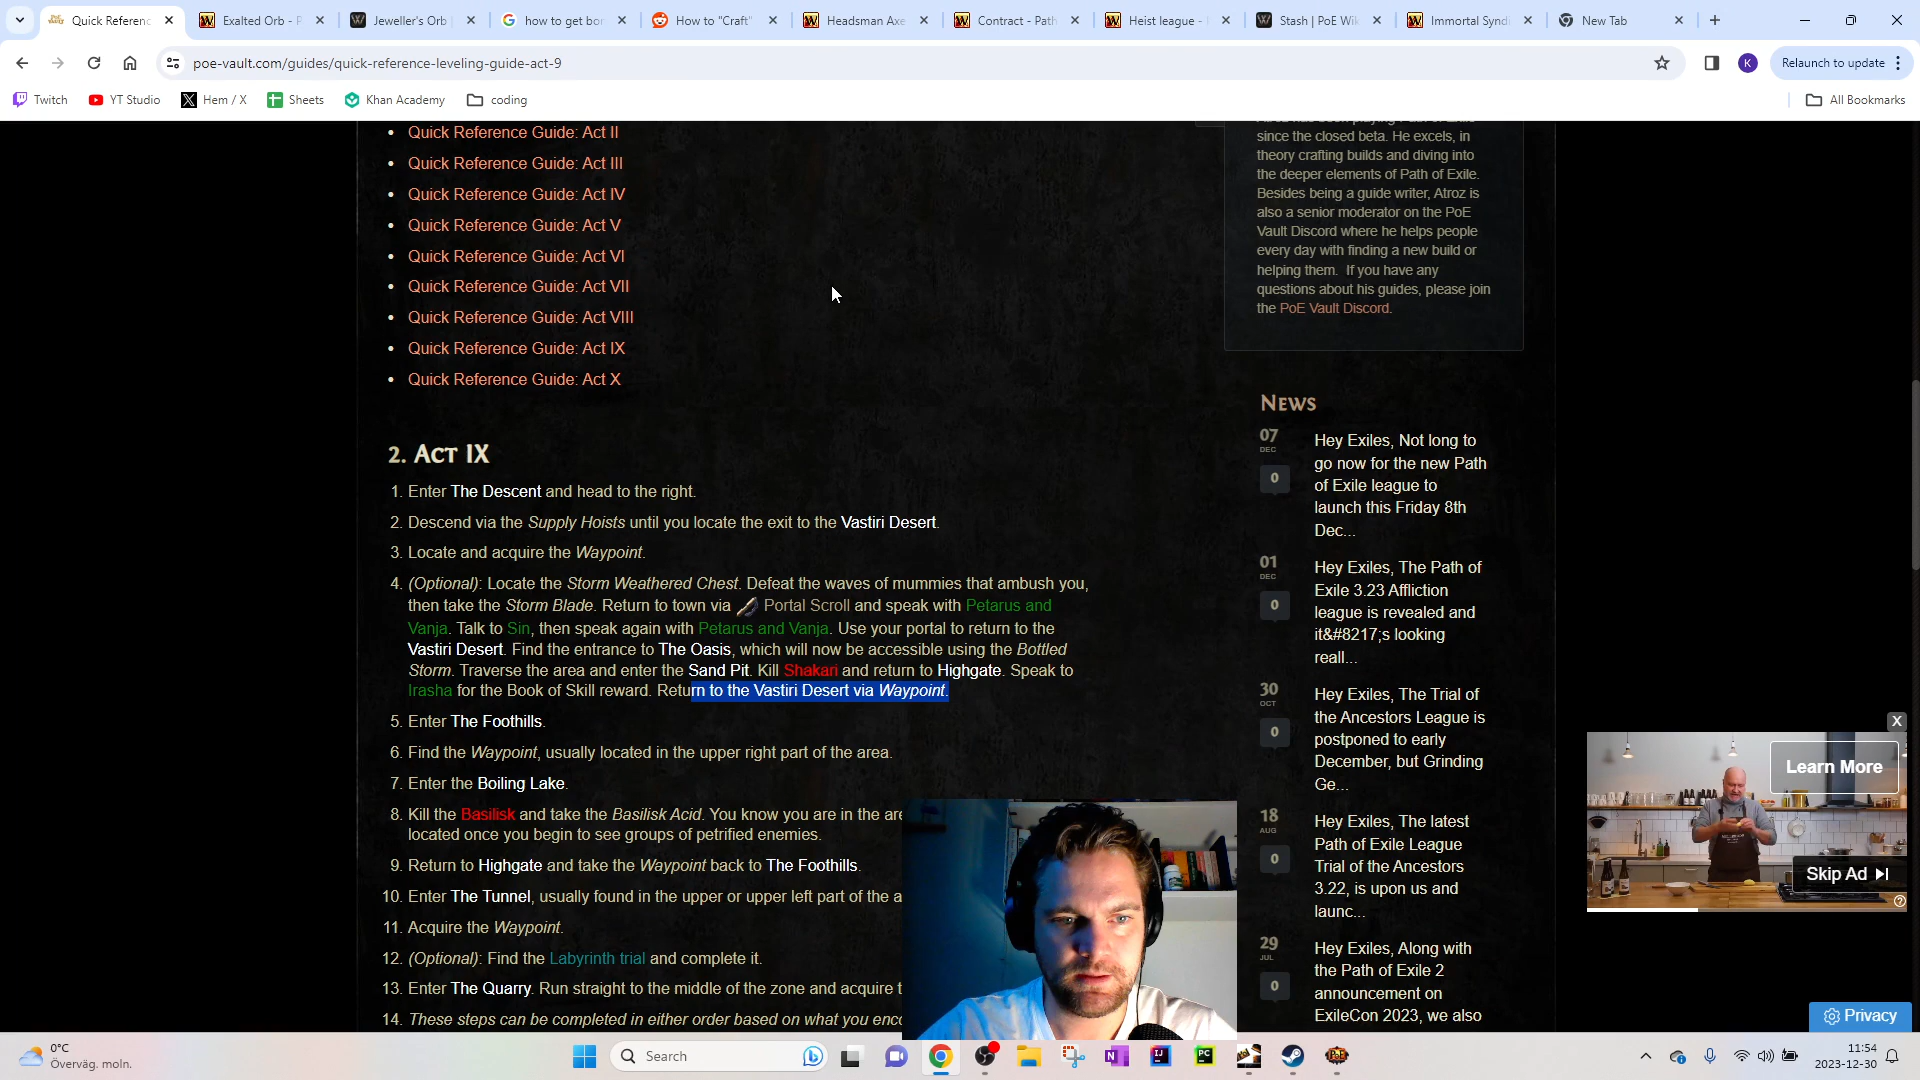 Quick Referenc
Exalted Orb - P
Jeweller's Orb
how to get bor
How to "Craft"
Headsman Axe
Contract - Path
Heist league -
Stash | PoE Wik
Immortal Syndi
New Tab
poe-vault.com/guides/quick-reference-leveling-guide-act-9
K
Relaunch to update
Twitch
YT Studio
Hem / X
Sheets
Khan Academy
coding
All Bookmarks
• Quick Reference Guide: Act II
• Quick Reference Guide: Act III
• Quick Reference Guide: Act IV
• Quick Reference Guide: Act V
• Quick Reference Guide: Act VI
• Quick Reference Guide: Act VII
• Quick Reference Guide: Act VIII
• Quick Reference Guide: Act IX
• Quick Reference Guide: Act X
2. Act IX
1. Enter The Descent and head to the right.
2. Descend via the Supply Hoists until you locate the exit to the Vastiri Desert.
3. Locate and acquire the Waypoint.
4. (Optional): Locate the Storm Weathered Chest. Defeat the waves of mummies that ambush you,
then take the Storm Blade. Return to town via Portal Scroll and speak with Petarus and
Vanja. Talk to Sin, then speak again with Petarus and Vanja. Use your portal to return to the
Vastiri Desert. Find the entrance to The Oasis, which will now be accessible using the Bottled
Storm. Traverse the area and enter the Sand Pit. Kill Shakari and return to Highgate. Speak to
Irasha for the Book of Skill reward. Return to the Vastiri Desert via Waypoint.
5. Enter The Foothills.
6. Find the Waypoint, usually located in the upper right part of the area.
7. Enter the Boiling Lake.
8. Kill the Basilisk and take the Basilisk Acid. You know you are in the are
located once you begin to see groups of petrified enemies.
9. Return to Highgate and take the Waypoint back to The Foothills.
10. Enter The Tunnel, usually found in the upper or upper left part of the a
11. Acquire the Waypoint.
12. (Optional): Find the Labyrinth trial and complete it.
13. Enter The Quarry. Run straight to the middle of the zone and acquire t
14. These steps can be completed in either order based on what you enco
since the closed beta. He excels, in
theory crafting builds and diving into
the deeper elements of Path of Exile.
Besides being a guide writer, Atroz is
also a senior moderator on the PoE
Vault Discord where he helps people
every day with finding a new build or
helping them. If you have any
questions about his guides, please join
the PoE Vault Discord.
News
07
DEC
0
Hey Exiles, Not long to
go now for the new Path
of Exile league to
launch this Friday 8th
Dec...
01
DEC
0
Hey Exiles, The Path of
Exile 3.23 Affliction
league is revealed and
it&#8217;s looking
reall...
30
OCT
0
Hey Exiles, The Trial of
the Ancestors League is
postponed to early
December, but Grinding
Ge...
18
AUG
0
Hey Exiles, The latest
Path of Exile League
Trial of the Ancestors
3.22, is upon us and
launc...
29
JUL
0
Hey Exiles, Along with
the Path of Exile 2
announcement on
ExileCon 2023, we also
X
Learn More
Skip Ad
Privacy
0°C
Överväg. moln.
Search
11:54
2023-12-30